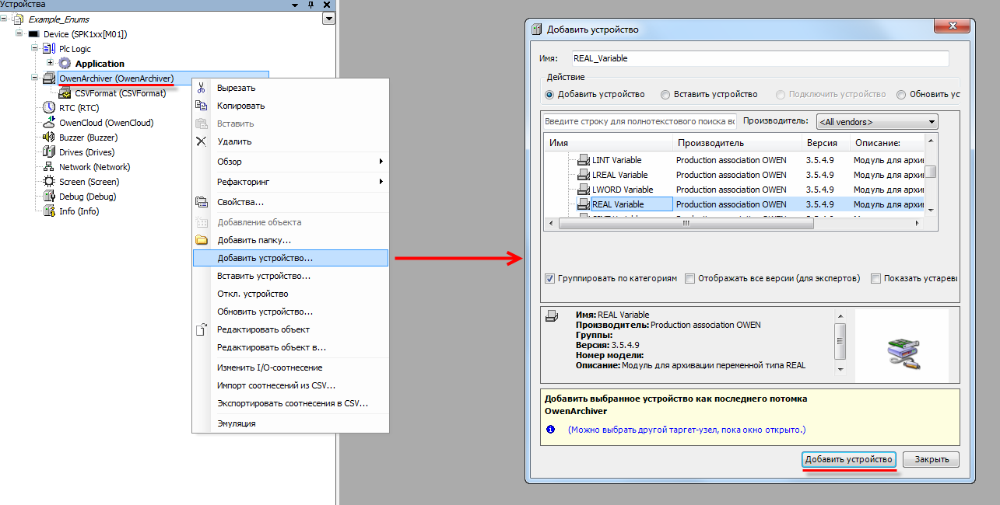 Устройства
Example_Enums
Device (SPK1xx[M01])
Plc Logic
Application
OwenArchiver (OwenArchiver)
CSVFormat (CSVFormat)
RTC (RTC)
OwenCloud (OwenCloud)
Buzzer (Buzzer)
Drives (Drives)
Network (Network)
Screen (Screen)
Debug (Debug)
Info (Info)
Вырезать
Копировать
Вставить
Удалить
Обзор
Рефакторинг
Свойства...
Добавление объекта
Добавить папку...
Добавить устройство...
Вставить устройство...
Откл. устройство
Обновить устройство...
Редактировать объект
Редактировать объект в...
Изменить I/O-соотнесение
Импорт соотнесений из CSV...
Экспортировать соотнесения в CSV...
Эмуляция
Добавить устройство
Имя: REAL_Variable
Действие
Добавить устройство Вставить устройство Подключить устройство Обновить ус
Введите строку для полнотекстового поиска во Производитель: <All vendors>
Имя Производитель Версия Описание:
LINT Variable Production association OWEN 3.5.4.9 Модуль для архи
LREAL Variable Production association OWEN 3.5.4.9 Модуль для архи
LWORD Variable Production association OWEN 3.5.4.9 Модуль для архи
REAL Variable Production association OWEN 3.5.4.9 Модуль для архи
Группировать по категориям Отображать все версии (для экспертов) Показать устареви
Имя: REAL Variable
Производитель: Production association OWEN
Группы:
Версия: 3.5.4.9
Номер модели:
Описание: Модуль для архивации переменной типа REAL
Добавить выбранное устройство как последнего потомка
OwenArchiver
(Можно выбрать другой таргет-узел, пока окно открыто.)
Добавить устройство Закрыть